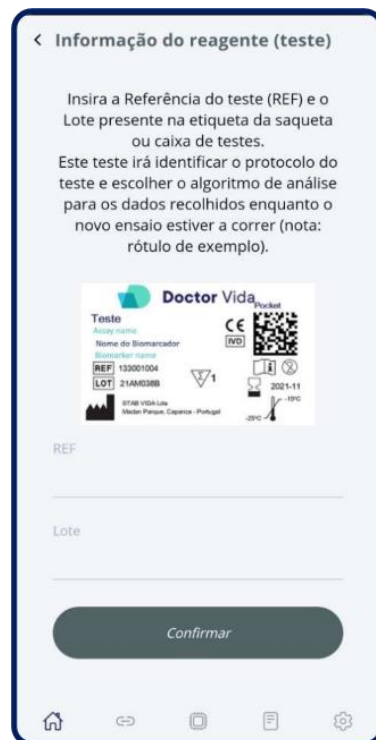 Informação do reagente (teste)
Insira a Referência do teste (REF) e o
Lote presente na etiqueta da saqueta
ou caixa de testes.
Este teste irá identificar o protocolo do
teste e escolher o algoritmo de análise
para os dados recolhidos enquanto o
novo ensaio estiver a correr (nota:
rótulo de exemplo).
Doctor Vida
Pocket
Teste
Assay name
Nome do Biomarcador
Biomarker name
CE
IVD
REF 133001004
LOT 21AM038B
Σ 1
i 2
2021-11
STAB VIDA Lda
Madan Parque, Caparica - Portugal
-15ºC
-25ºC
REF
Lote
Confirmar